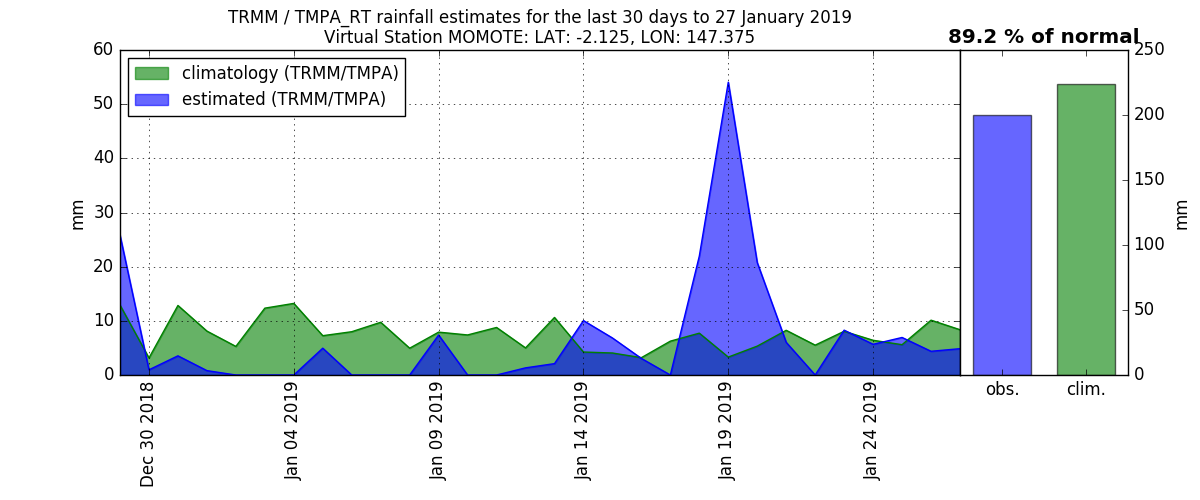 TRMM / TMPA_RT rainfall estimates for the last 30 days to 27 January 2019
Virtual Station MOMOTE: LAT: -2.125, LON: 147.375
89.2 % of normal
climatology (TRMM/TMPA)
estimated (TRMM/TMPA)
60
50
40
30
20
10
0
mm
Dec 30 2018
Jan 04 2019
Jan 09 2019
Jan 14 2019
Jan 19 2019
Jan 24 2019
250
200
150
100
50
0
mm
obs.
clim.